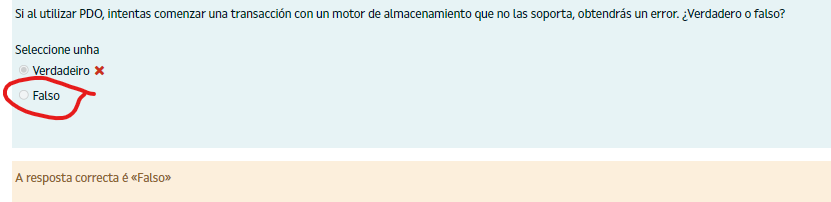 Si al utilizar PDO, intentas comenzar una transacción con un motor de almacenamiento que no las soporta, obtendrás un error. ¿Verdadero o falso?
Seleccione unha
Verdadeiro
Falso
A resposta correcta é «Falso»